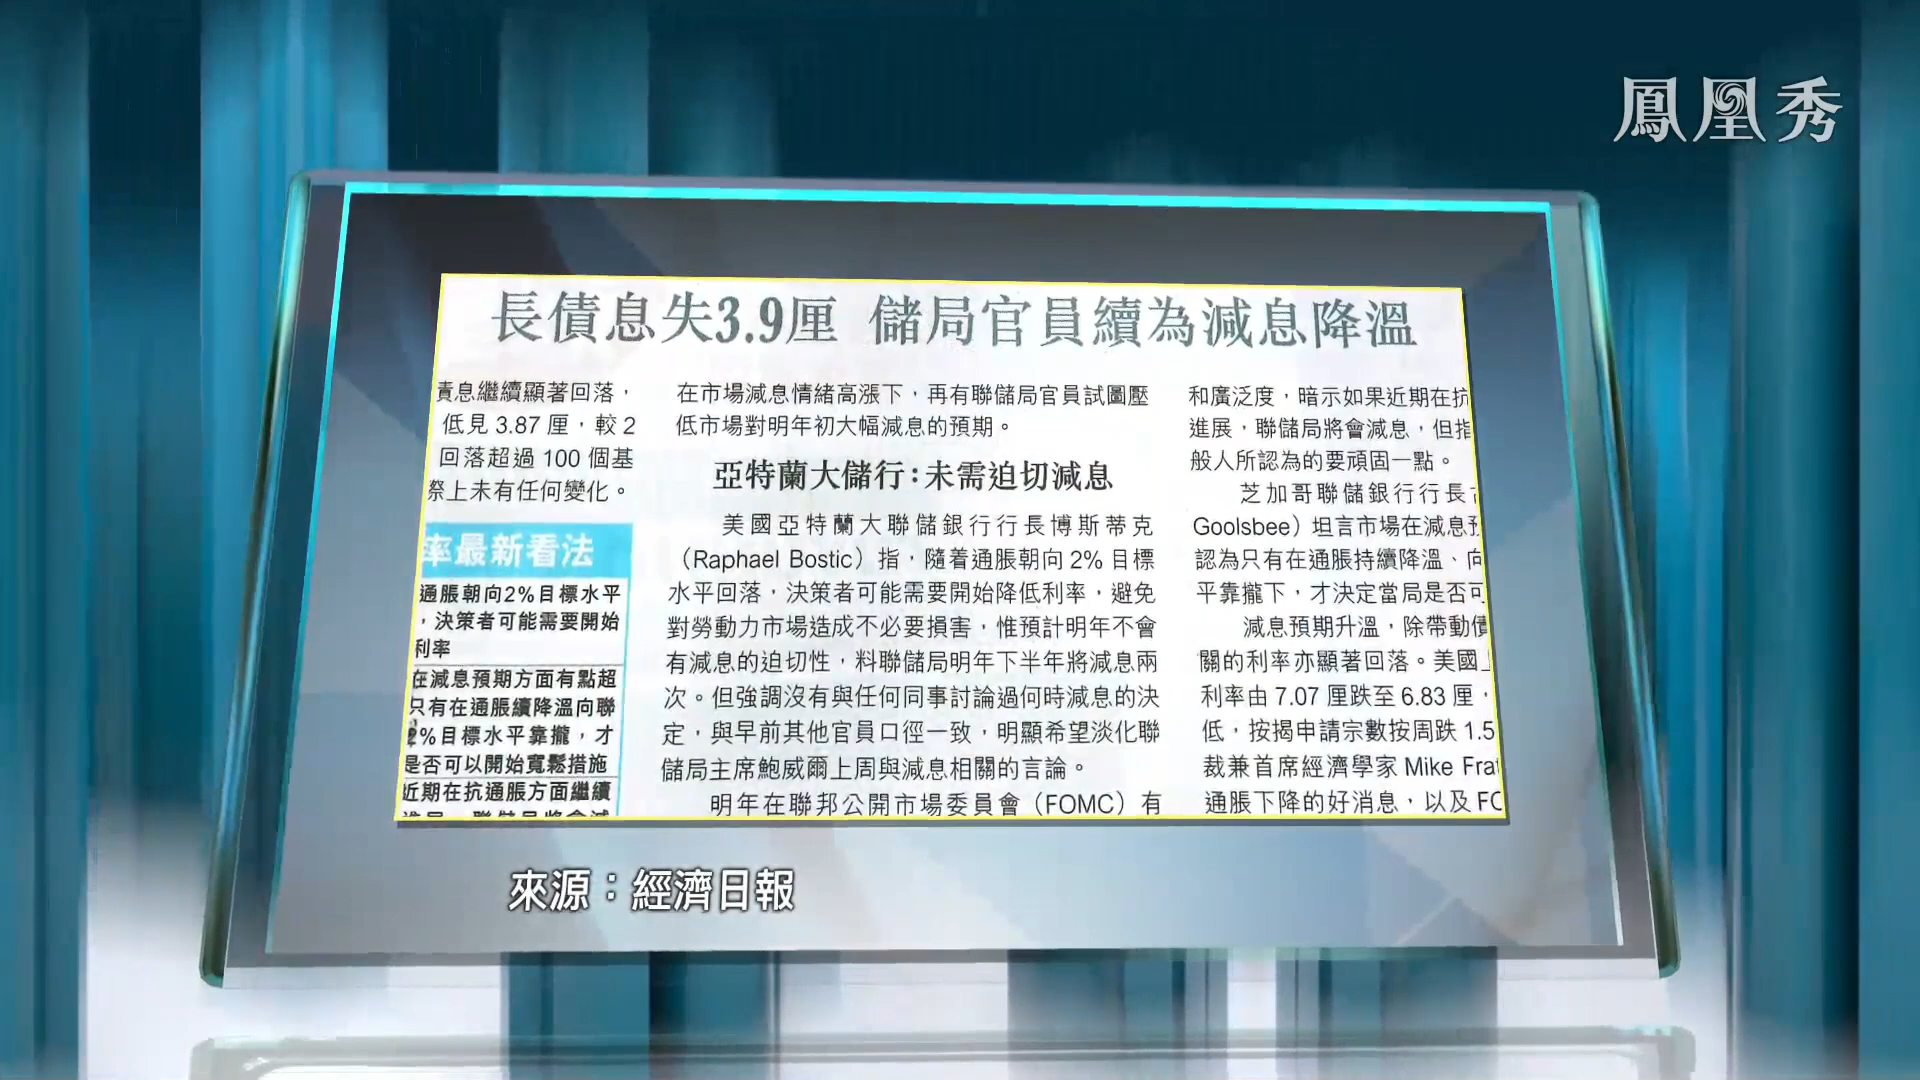 鳳凰秀
長債息失3.9厘 儲局官員續為減息降溫
責息繼續顯著回落，
低見 3.87 厘，較 2
回落超過 100 個基
際上未有任何變化。
率最新看法
通脹朝向2%目標水平
，決策者可能需要開始
利率
在減息預期方面有點超
只有在通脹續降溫向聯
2%目標水平靠攏，才
是否可以開始寬鬆措施
近期在抗通脹方面繼續
在市場減息情緒高漲下，再有聯儲局官員試圖壓
低市場對明年初大幅減息的預期。
亞特蘭大儲行：未需迫切減息
美國亞特蘭大聯儲銀行行長博斯蒂克
（Raphael Bostic）指，隨着通脹朝向 2% 目標
水平回落，決策者可能需要開始降低利率，避免
對勞動力市場造成不必要損害，惟預計明年不會
有減息的迫切性，料聯儲局明年下半年將減息兩
次。但強調沒有與任何同事討論過何時減息的決
定，與早前其他官員口徑一致，明顯希望淡化聯
儲局主席鮑威爾上周與減息相關的言論。
明年在聯邦公開市場委員會（FOMC）有
和廣泛度，暗示如果近期在抗
進展，聯儲局將會減息，但指
般人所認為的要頑固一點。
芝加哥聯儲銀行行長
Goolsbee）坦言市場在減息預
認為只有在通脹持續降溫、向
平靠攏下，才決定當局是否可
減息預期升溫，除帶動債
關的利率亦顯著回落。美國
利率由 7.07 厘跌至 6.83 厘，
低，按揭申請宗數按周跌 1.5
裁兼首席經濟學家 Mike Frat
通脹下降的好消息，以及 FO
來源：經濟日報